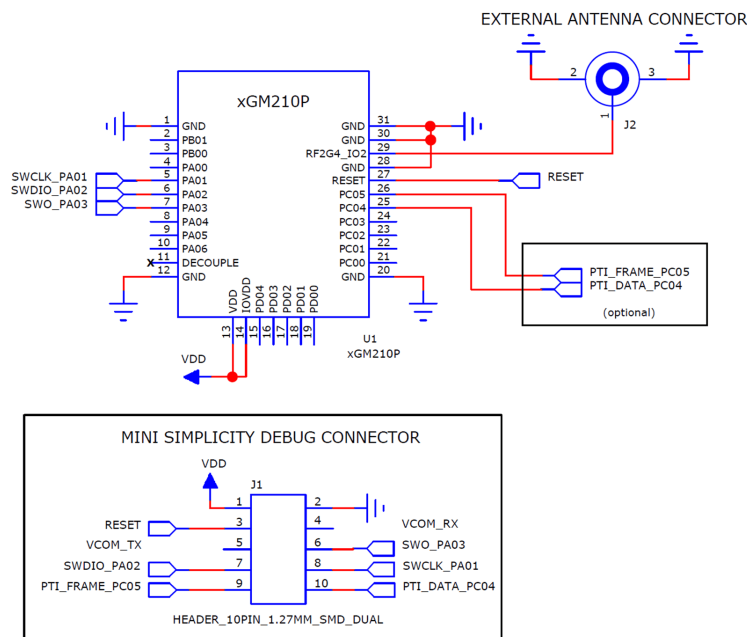 EXTERNAL ANTENNA CONNECTOR
2
3
1
J2
xGM210P
1 GND
2 PB01
3 PB00
4 PA00
SWCLK_PA01 5 PA01
SWDIO_PA02 6 PA02
SWO_PA03 7 PA03
8 PA04
9 PA05
10 PA06
x 11 DECOUPLE
12 GND
GND 31
GND 30
RF2G4_IO2 29
GND 28
RESET 27 RESET
PC05 26
PC04 25
PC03 24
PC02 23
PC01 22
PC00 21
GND 20
VDD 13
IOVDD 14
PD04 15
PD03 16
PD02 17
PD01 18
PD00 19
PTI_FRAME_PC05
PTI_DATA_PC04
(optional)
U1
xGM210P
VDD
MINI SIMPLICITY DEBUG CONNECTOR
VDD
J1
1 2
RESET 3 4 VCOM_RX
VCOM_TX 5 6 SWO_PA03
SWDIO_PA02 7 8 SWCLK_PA01
PTI_FRAME_PC05 9 10 PTI_DATA_PC04
HEADER_10PIN_1.27MM_SMD_DUAL